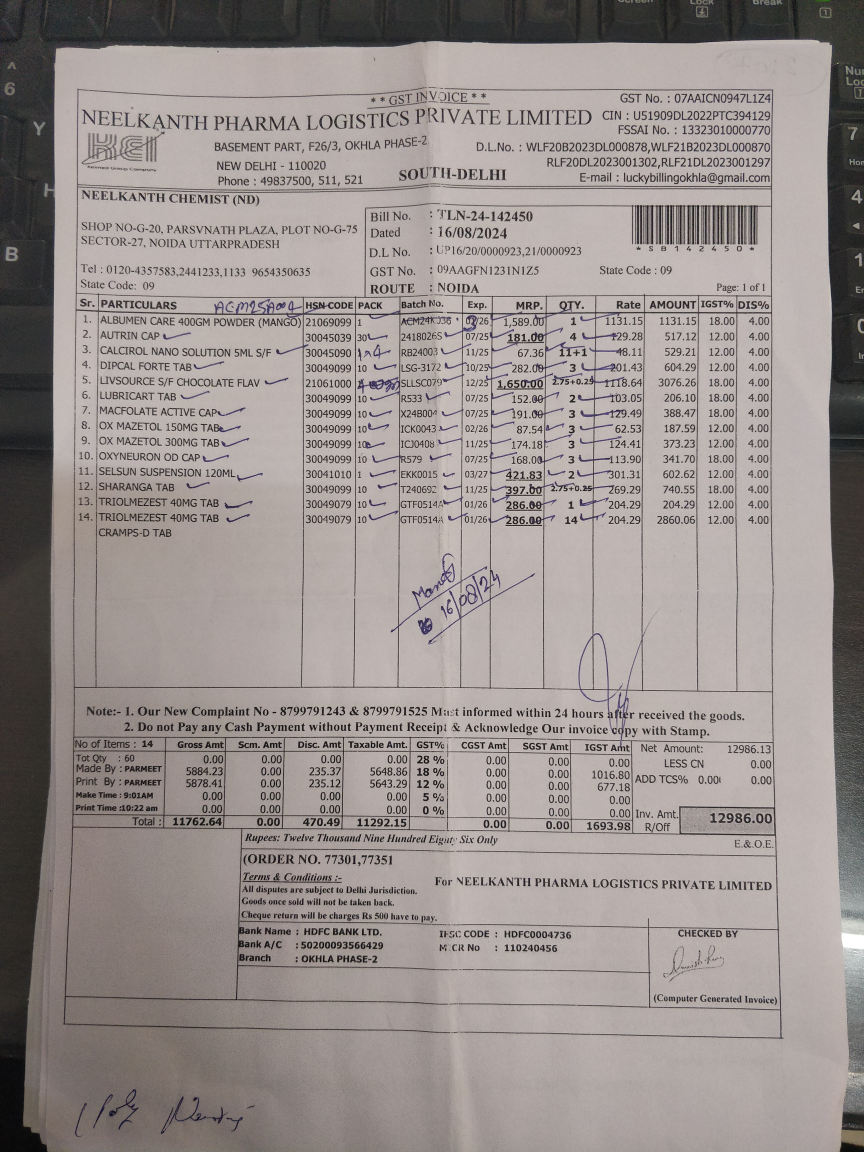 * * GST INVOICE * *
GST No. : 07AAICN0947L1Z4
NEELKANTH PHARMA LOGISTICS PRIVATE LIMITED
CIN : U51909DL2022PTC394129
FSSAI No. : 13323010000770
BASEMENT PART, F26/3, OKHLA PHASE-2
D.L.No. : WLF20B2023DL000878,WLF21B2023DL000870
NEW DELHI - 110020
RLF20DL2023001302,RLF21DL2023001297
Phone : 49837500, 511, 521
SOUTH-DELHI
E-mail : luckybillingokhla@gmail.com
NEELKANTH CHEMIST (ND)
SHOP NO-G-20, PARSVNATH PLAZA, PLOT NO-G-75
SECTOR-27, NOIDA UTTARPRADESH
Tel : 0120-4357583,2441233,1133 9654350635
State Code: 09
Bill No. : TLN-24-142450
Dated : 16/08/2024
D.L No. : UP16/20/0000923,21/0000923
GST No. : 09AAGFN1231N1Z5 State Code : 09
ROUTE : NOIDA
* S B 1 4 2 4 5 0 *
Page: 1 of 1
Sr. PARTICULARS HSN-CODE PACK Batch No. Exp. MRP. QTY. Rate AMOUNT IGST% DIS%
1. ALBUMEN CARE 400GM POWDER (MANGO) 21069099 1 /26 1,589.00 1 1131.15 1131.15 18.00 4.00
2. AUTRIN CAP 30045039 30 2418026S 07/25 181.00 4 129.28 517.12 12.00 4.00
3. CALCIROL NANO SOLUTION 5ML S/F 30045090 1*4 RB24003 11/25 67.36 11+1 48.11 529.21 12.00 4.00
4. DIPCAL FORTE TAB 30049099 10 LSG-3172 10/25 282.00 3 201.43 604.29 12.00 4.00
5. LIVSOURCE S/F CHOCOLATE FLAV 21061000 SLLSC079 12/25 1,650.00 2.75+0.25 1118.64 3076.26 18.00 4.00
6. LUBRICART TAB 30049099 10 R533 07/25 152.00 2 103.05 206.10 18.00 4.00
7. MACFOLATE ACTIVE CAP 30049099 10 X24B004 07/25 191.00 3 129.49 388.47 18.00 4.00
8. OX MAZETOL 150MG TAB 30049099 10 ICK0043 02/26 87.54 3 62.53 187.59 12.00 4.00
9. OX MAZETOL 300MG TAB 30049099 10 ICJ0408 11/25 174.18 3 124.41 373.23 12.00 4.00
10. OXYNEURON OD CAP 30049099 10 R579 07/25 168.00 3 113.90 341.70 18.00 4.00
11. SELSUN SUSPENSION 120ML 30041010 1 EKK0015 03/27 421.83 2 301.31 602.62 12.00 4.00
12. SHARANGA TAB 30049099 10 T240692 11/25 397.00 2.75+0.25 269.29 740.55 18.00 4.00
13. TRIOLMEZEST 40MG TAB 30049079 10 GTF0514A 01/26 286.00 1 204.29 204.29 12.00 4.00
14. TRIOLMEZEST 40MG TAB 30049079 10 GTF0514A 01/26 286.00 14 204.29 2860.06 12.00 4.00
CRAMPS-D TAB
16/08/24
Note:- 1. Our New Complaint No - 8799791243 & 8799791525 Must informed within 24 hours after received the goods.
2. Do not Pay any Cash Payment without Payment Receipt & Acknowledge Our invoice copy with Stamp.
No of Items : 14 Gross Amt Scm. Amt Disc. Amt Taxable Amt. GST% CGST Amt SGST Amt IGST Amt Net Amount: 12986.13
Tot Qty : 60 0.00 0.00 0.00 0.00 28 % 0.00 0.00 0.00 LESS CN 0.00
Made By : PARMEET 5884.23 0.00 235.37 5648.86 18 % 0.00 0.00 1016.80 ADD TCS% 0.00 0.00
Print By : PARMEET 5878.41 0.00 235.12 5643.29 12 % 0.00 0.00 677.18
Make Time : 9:01AM 0.00 0.00 0.00 0.00 5 % 0.00 0.00 0.00
Print Time :10:22 am 0.00 0.00 0.00 0.00 0 % 0.00 0.00 0.00 Inv. Amt. 12986.00
Total : 11762.64 0.00 470.49 11292.15 0.00 0.00 1693.98 R/Off
Rupees: Twelve Thousand Nine Hundred Eighty Six Only
E.& O.E.
(ORDER NO. 77301,77351
Terms & Conditions :-
All disputes are subject to Delhi Jurisdiction.
Goods once sold will not be taken back.
Cheque return will be charges Rs 500 have to pay.
For NEELKANTH PHARMA LOGISTICS PRIVATE LIMITED
Bank Name : HDFC BANK LTD. IFSC CODE : HDFC0004736
Bank A/C : 50200093566429 MICR No : 110240456
Branch : OKHLA PHASE-2
CHECKED BY
(Computer Generated Invoice)